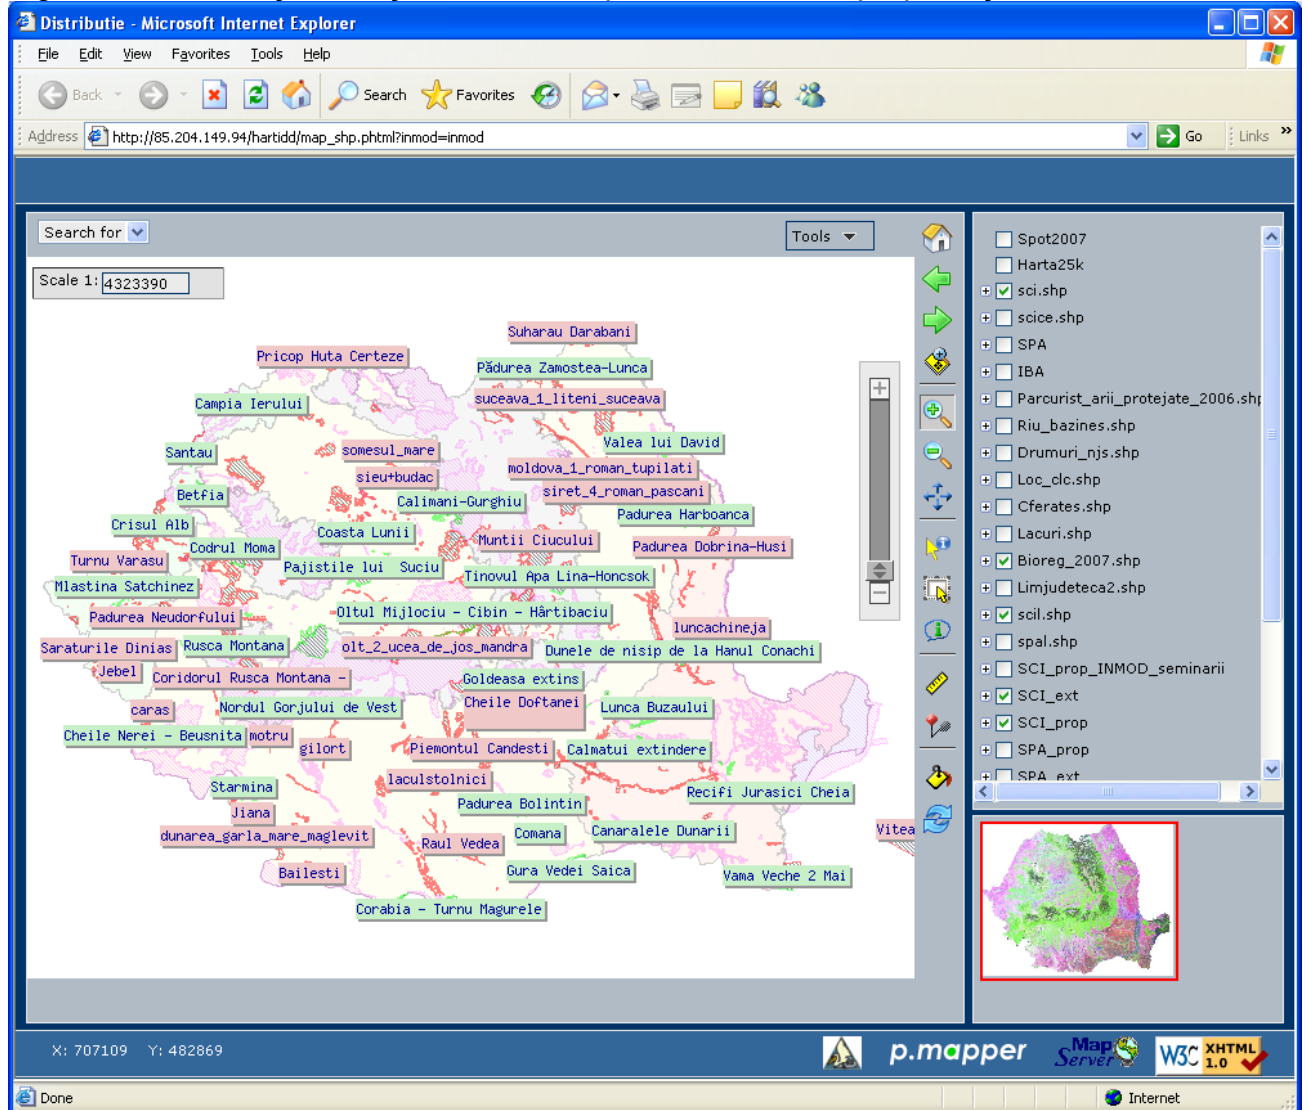 Distributie - Microsoft Internet Explorer
File Edit View Favorites Tools Help
Back Search Favorites
Address http://85.204.149.94/hartidd/map_shp.phtml?inmod=inmod Go Links »
Search for Tools
Scale 1: 4323390
Suharau Darabani
Pricop Huta Certeze
Pădurea Zamostea-Lunca
Campia Ierului
suceava_1_liteni_suceava
Santau
somesul_mare
Valea lui David
moldova_1_roman_tupilati
sieu+budac
Betfia
Calimani-Gurghiu
siret_4_roman_pascani
Crisul Alb
Coasta Lunii
Padurea Harboanca
Codrul Moma
Muntii Ciucului
Padurea Dobrina-Husi
Turnu Varasu
Pajistile lui Suciu
Tinovul Apa Lina-Honcsok
Mlastina Satchinez
Padurea Neudorfului
Oltul Mijlociu - Cibin - Hârtibaciu
luncachineja
Saraturile Dinias
Rusca Montana
olt_2_ucea_de_jos_mandra
Dunele de nisip de la Hanul Conachi
Jebel
Coridorul Rusca Montana -
Goldeasa extins
caras
Nordul Gorjului de Vest
Cheile Doftanei
Lunca Buzaului
Cheile Nerei - Beusnita
motru
gilort
Piemontul Candesti
Calmatui extindere
Starmina
laculstolnici
Recifi Jurasici Cheia
Jiana
Padurea Bolintin
dunarea_garla_mare_maglevit
Raul Vedea
Comana
Canaralele Dunarii
Vitea
Bailesti
Gura Vedei Saica
Vama Veche 2 Mai
Corabia - Turnu Magurele
Spot2007
Harta25k
sci.shp
scice.shp
SPA
IBA
Parcurist_arii_protejate_2006.shp
Riu_bazines.shp
Drumuri_njs.shp
Loc_clc.shp
Cferates.shp
Lacuri.shp
Bioreg_2007.shp
Limjudeteca2.shp
scil.shp
spal.shp
SCI_prop_INMOD_seminarii
SCI_ext
SCI_prop
SPA_prop
SPA_ext
X: 707109 Y: 482869
p.mapper
Map Server
W3C XHTML 1.0
Done
Internet